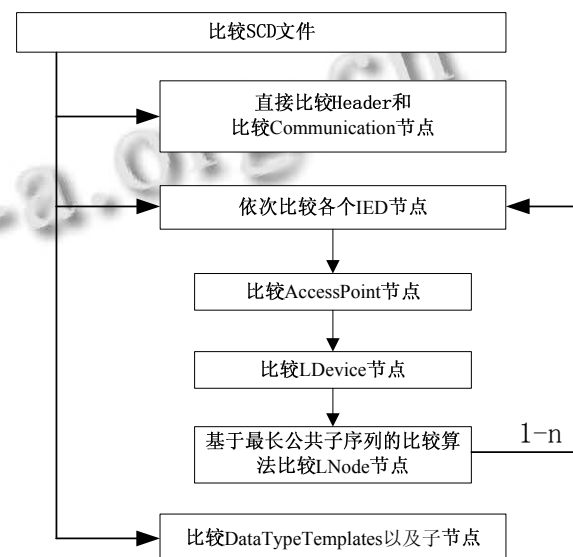 比较SCD文件
直接比较Header和
比较Communication节点
依次比较各个IED节点
比较AccessPoint节点
比较LDevice节点
基于最长公共子序列的比较算
法比较LNode节点
1-n
比较DataTypeTemplates以及子节点